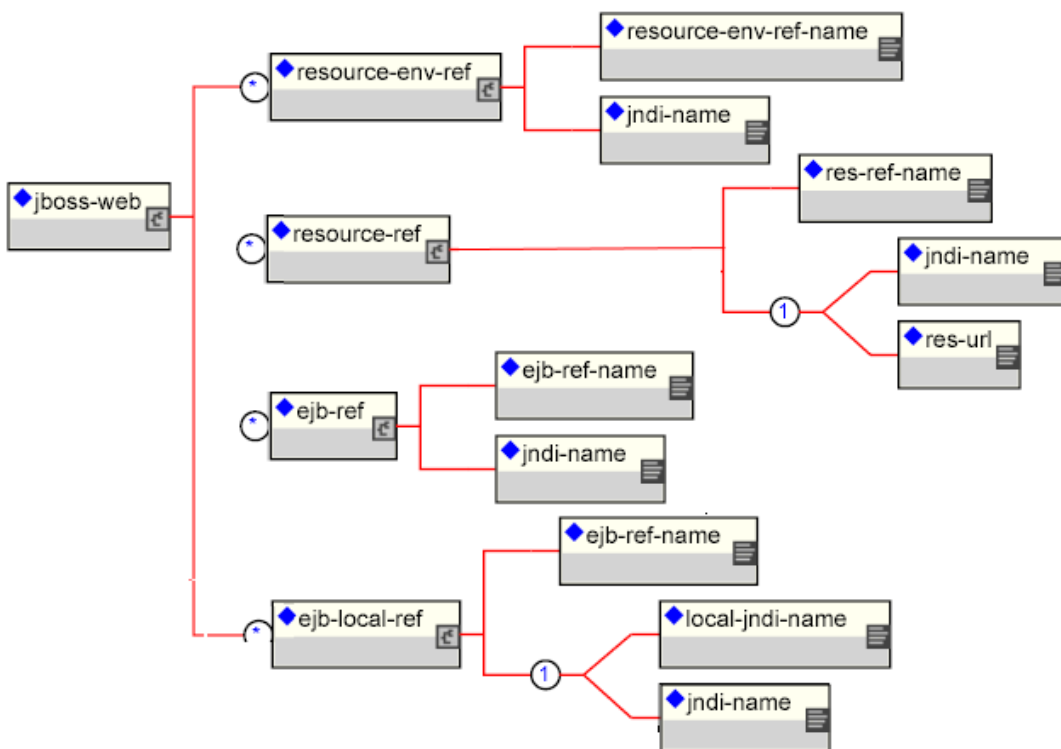 resource-env-ref-name
* resource-env-ref
jndi-name
res-ref-name
jboss-web
* resource-ref
jndi-name
1
res-url
ejb-ref-name
* ejb-ref
jndi-name
ejb-ref-name
* ejb-local-ref
local-jndi-name
1
jndi-name